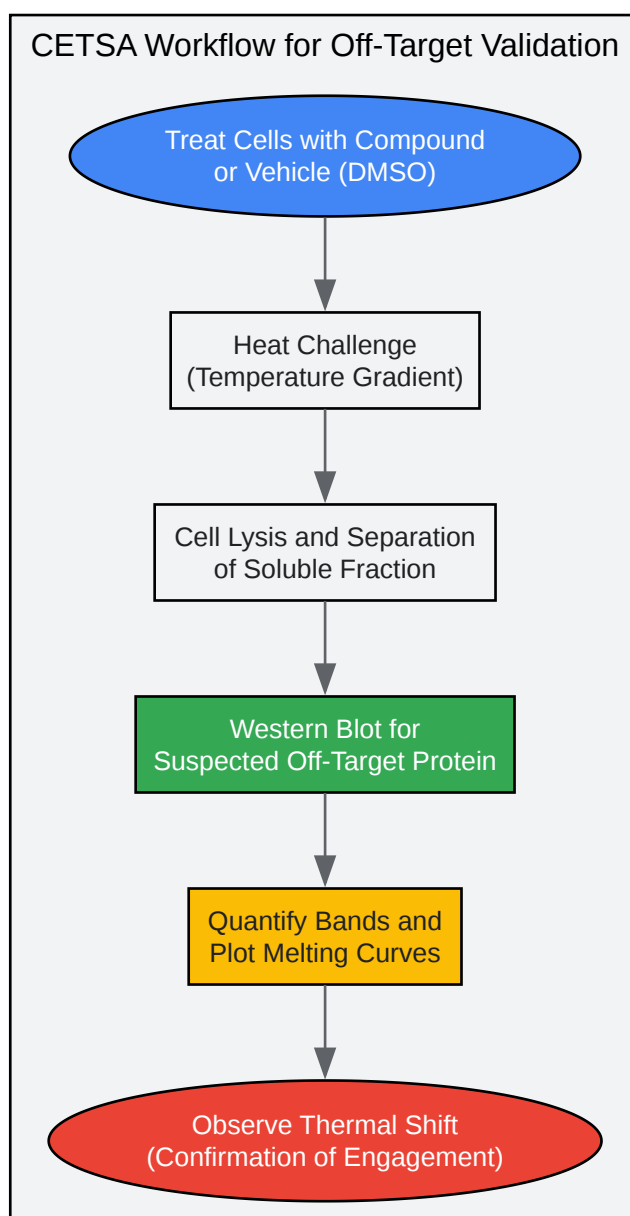 CETSA Workflow for Off-Target Validation
Treat Cells with Compound
or Vehicle (DMSO)
Heat Challenge
(Temperature Gradient)
Cell Lysis and Separation
of Soluble Fraction
Western Blot for
Suspected Off-Target Protein
Quantify Bands and
Plot Melting Curves
Observe Thermal Shift
(Confirmation of Engagement)